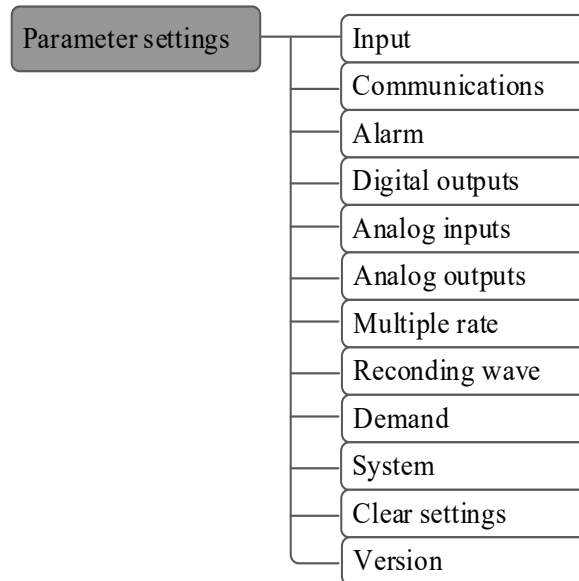 Parameter settings
Input
Communications
Alarm
Digital outputs
Analog inputs
Analog outputs
Multiple rate
Reconding wave
Demand
System
Clear settings
Version